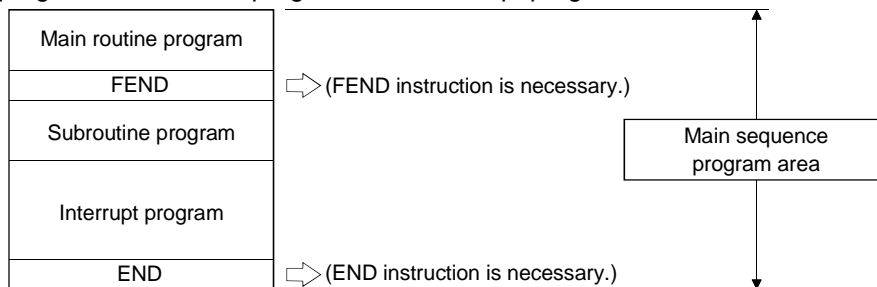 Main routine program
FEND
(FEND instruction is necessary.)
Subroutine program
Main sequence
program area
Interrupt program
END
(END instruction is necessary.)